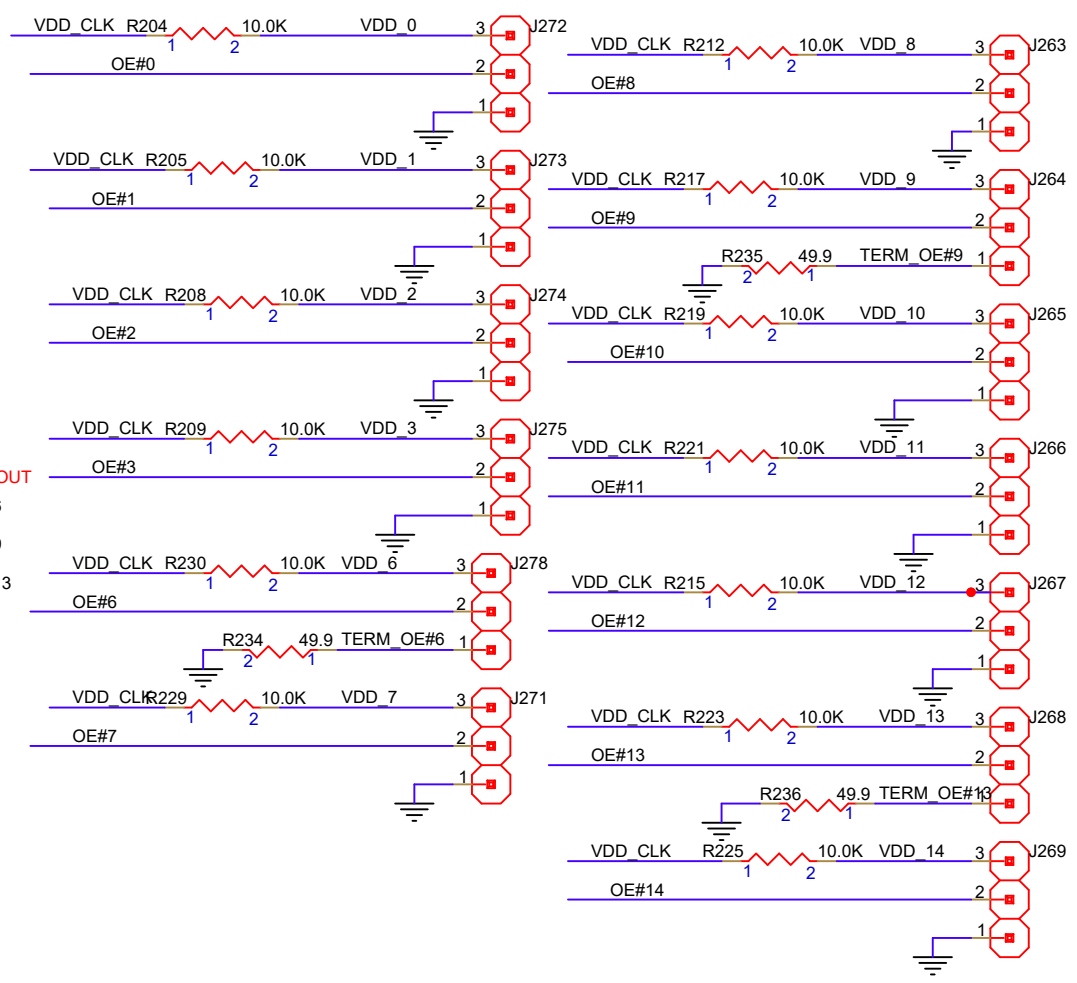 VDD_CLK R204 10.0K VDD_0 3 J272
1 2
OE#0 2
1
VDD_CLK R205 10.0K VDD_1 3 J273
1 2
OE#1 2
1
VDD_CLK R208 10.0K VDD_2 3 J274
1 2
OE#2 2
1
VDD_CLK R209 10.0K VDD_3 3 J275
1 2
OE#3 2
OUT
1
VDD_CLK R230 10.0K VDD_6 3 J278
1 2
3
OE#6 2
R234 49.9 TERM_OE#6 1
2 1
VDD_CLK R229 10.0K VDD_7 3 J271
1 2
OE#7 2
1
VDD_CLK R212 10.0K VDD_8 3 J263
1 2
OE#8 2
1
VDD_CLK R217 10.0K VDD_9 3 J264
1 2
OE#9 2
R235 49.9 TERM_OE#9 1
2 1
VDD_CLK R219 10.0K VDD_10 3 J265
1 2
OE#10 2
1
VDD_CLK R221 10.0K VDD_11 3 J266
1 2
OE#11 2
1
VDD_CLK R215 10.0K VDD_12 3 J267
1 2
OE#12 2
1
VDD_CLK R223 10.0K VDD_13 3 J268
1 2
OE#13 2
R236 49.9 TERM_OE#13 1
2 1
VDD_CLK R225 10.0K VDD_14 3 J269
1 2
OE#14 2
1